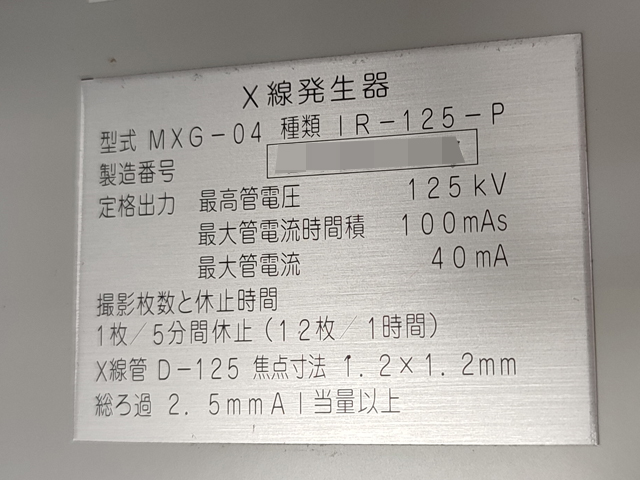 X線発生器
型式 MXG-04 種類 IR-125-P
製造番号
定格出力 最高管電圧 125kV
最大管電流時間積 100mAs
最大管電流 40mA
撮影枚数と休止時間
1枚/5分間休止(12枚/1時間)
X線管 D-125 焦点寸法 1.2×1.2mm
総ろ過 2.5mmAl当量以上